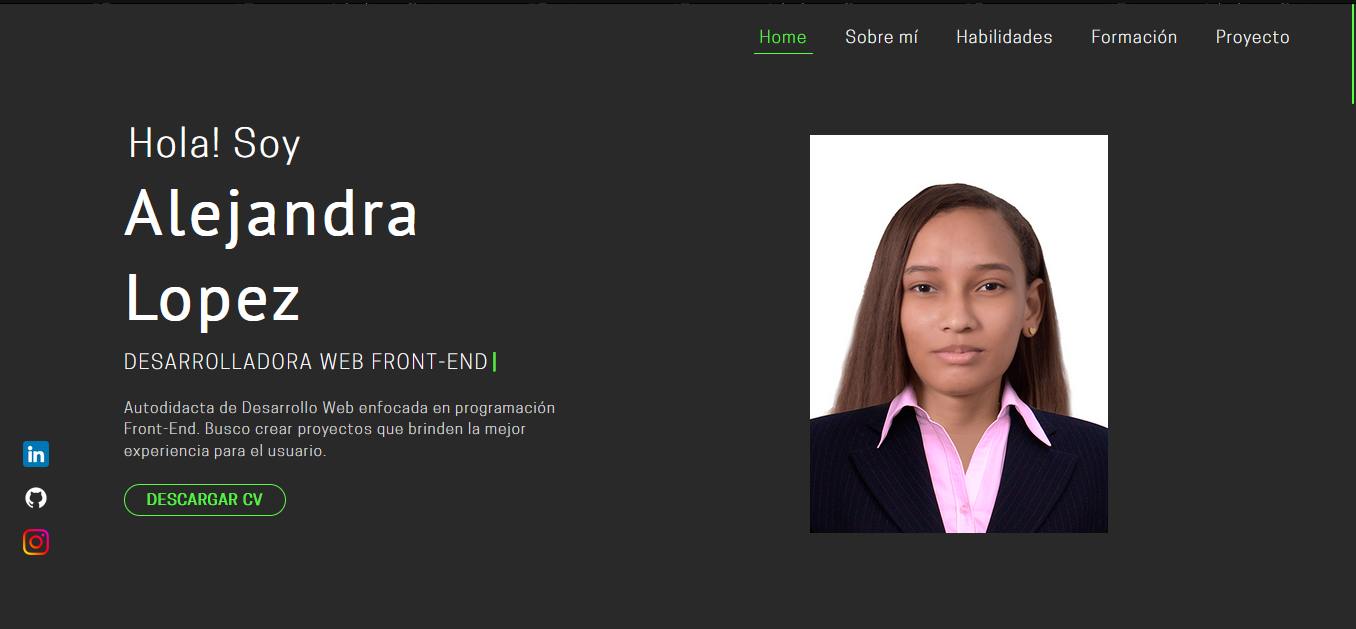 Home Sobre mí Habilidades Formación Proyecto
Hola! Soy
Alejandra
Lopez
DESARROLLADORA WEB FRONT-END
Autodidacta de Desarrollo Web enfocada en programación
Front-End. Busco crear proyectos que brinden la mejor
experiencia para el usuario.
in
DESCARGAR CV